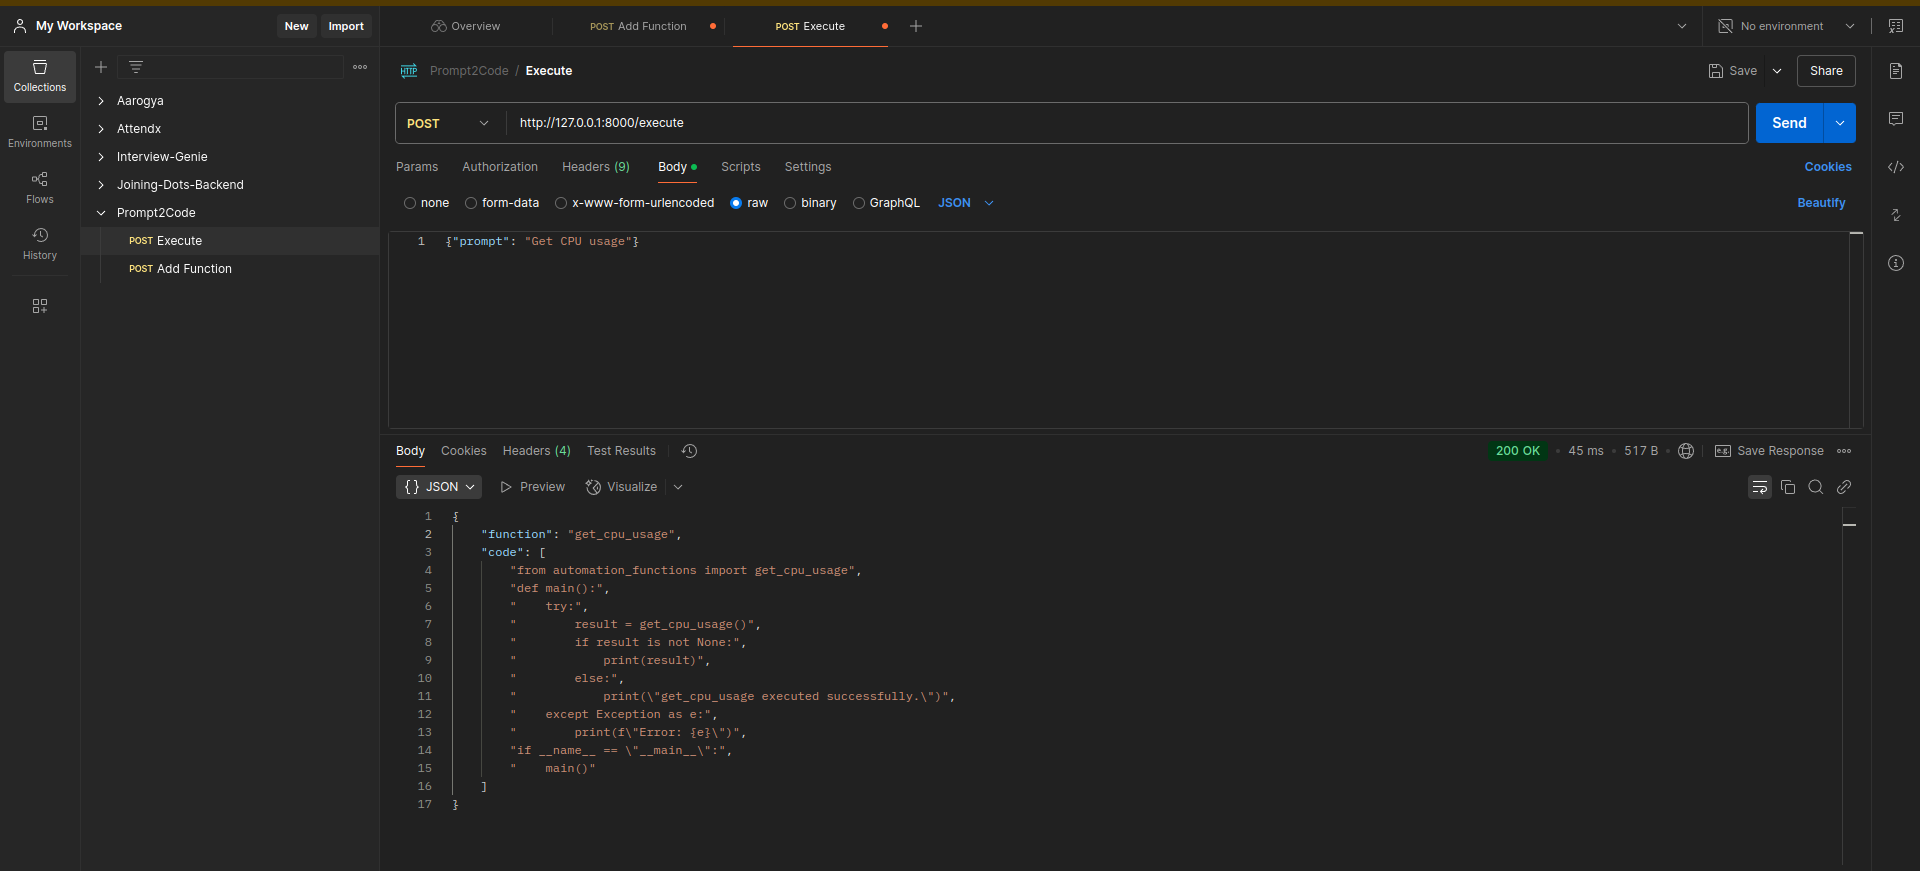 My Workspace
New
Import
Overview
POST Add Function
POST Execute
No environment
Collections
Environments
Flows
History
Aarogya
Attendx
Interview-Genie
Joining-Dots-Backend
Prompt2Code
POST Execute
POST Add Function
Prompt2Code / Execute
Save
Share
POST
http://127.0.0.1:8000/execute
Send
Params
Authorization
Headers (9)
Body
Scripts
Settings
Cookies
none
form-data
x-www-form-urlencoded
raw
binary
GraphQL
JSON
Beautify
1 {"prompt": "Get CPU usage"}
Body
Cookies
Headers (4)
Test Results
200 OK
45 ms
517 B
Save Response
{} JSON
Preview
Visualize
1 {
2     "function": "get_cpu_usage",
3     "code": [
4         "from automation_functions import get_cpu_usage",
5         "def main():",
6         "    try:",
7         "        result = get_cpu_usage()",
8         "        if result is not None:",
9         "            print(result)",
10         "        else:",
11         "            print(\"get_cpu_usage executed successfully.\")",
12         "    except Exception as e:",
13         "        print(f\"Error: {e}\")",
14         "if __name__ == \"__main__\":",
15         "    main()"
16     ]
17 }